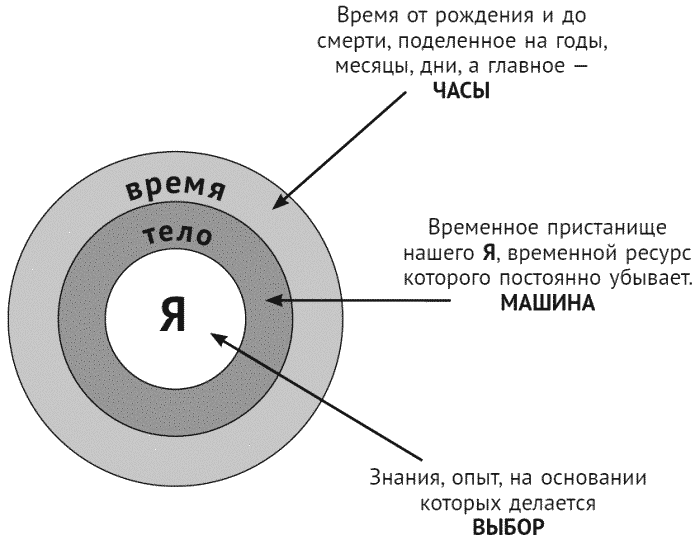 Время от рождения и до
смерти, поделенное на годы,
месяцы, дни, а главное —
ЧАСЫ
время
тело
Я
Временное пристанище
нашего Я, временной ресурс
которого постоянно убывает.
МАШИНА
Знания, опыт, на основании
которых делается
ВЫБОР